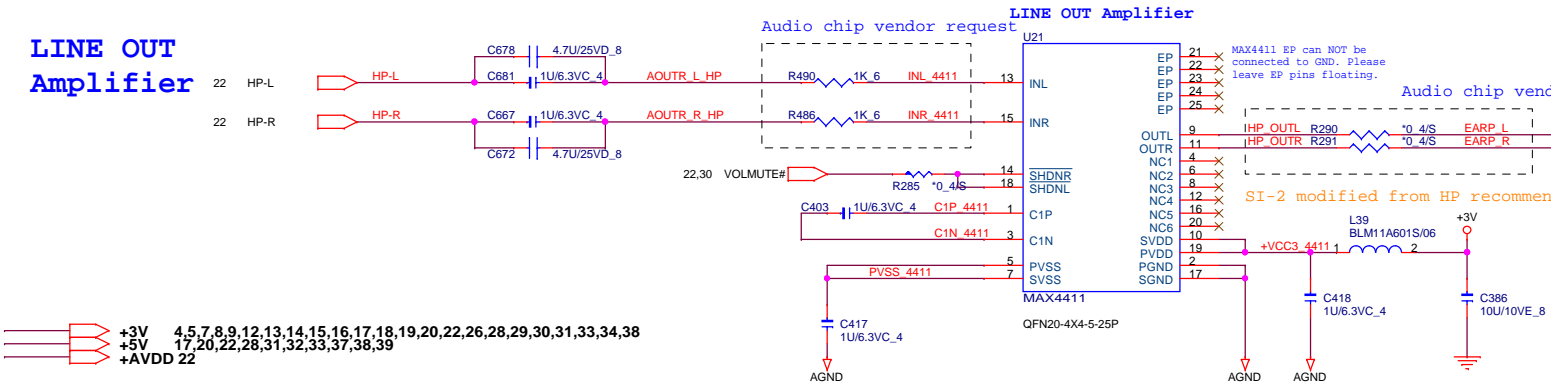 LINE OUT Amplifier
Audio chip vendor request
LINE OUT
Amplifier
U21
C678 4.7U/25VD_8
22 HP-L HP-L C681 1U/6.3VC_4 AOUTR_L_HP R490 1K_6 INL_4411 13 INL
22 HP-R HP-R C667 1U/6.3VC_4 AOUTR_R_HP R486 1K_6 INR_4411 15 INR
C672 4.7U/25VD_8
22,30 VOLMUTE# R285 *0_4/S 14 SHDNR
18 SHDNL
C403 1U/6.3VC_4 C1P_4411 1 C1P
C1N_4411 3 C1N
5 PVSS
PVSS_4411 7 SVSS
C417
1U/6.3VC_4
AGND
EP 21
EP 22
EP 23
EP 24
EP 25
MAX4411 EP can NOT be
connected to GND. Please
leave EP pins floating.
Audio chip vend
OUTL 9 HP_OUTL R290 *0_4/S EARP_L
OUTR 11 HP_OUTR R291 *0_4/S EARP_R
NC1 4
NC2 6
NC3 8
NC4 12
NC5 16
NC6 20
SI-2 modified from HP recommen
SVDD 10
PVDD 19 +VCC3_4411 1 2
L39
BLM11A601S/06
+3V
PGND 2
SGND 17
MAX4411
QFN20-4X4-5-25P
C418
1U/6.3VC_4
C386
10U/10VE_8
AGND
AGND
+3V 4,5,7,8,9,12,13,14,15,16,17,18,19,20,22,26,28,29,30,31,33,34,38
+5V 17,20,22,28,31,32,33,37,38,39
+AVDD 22